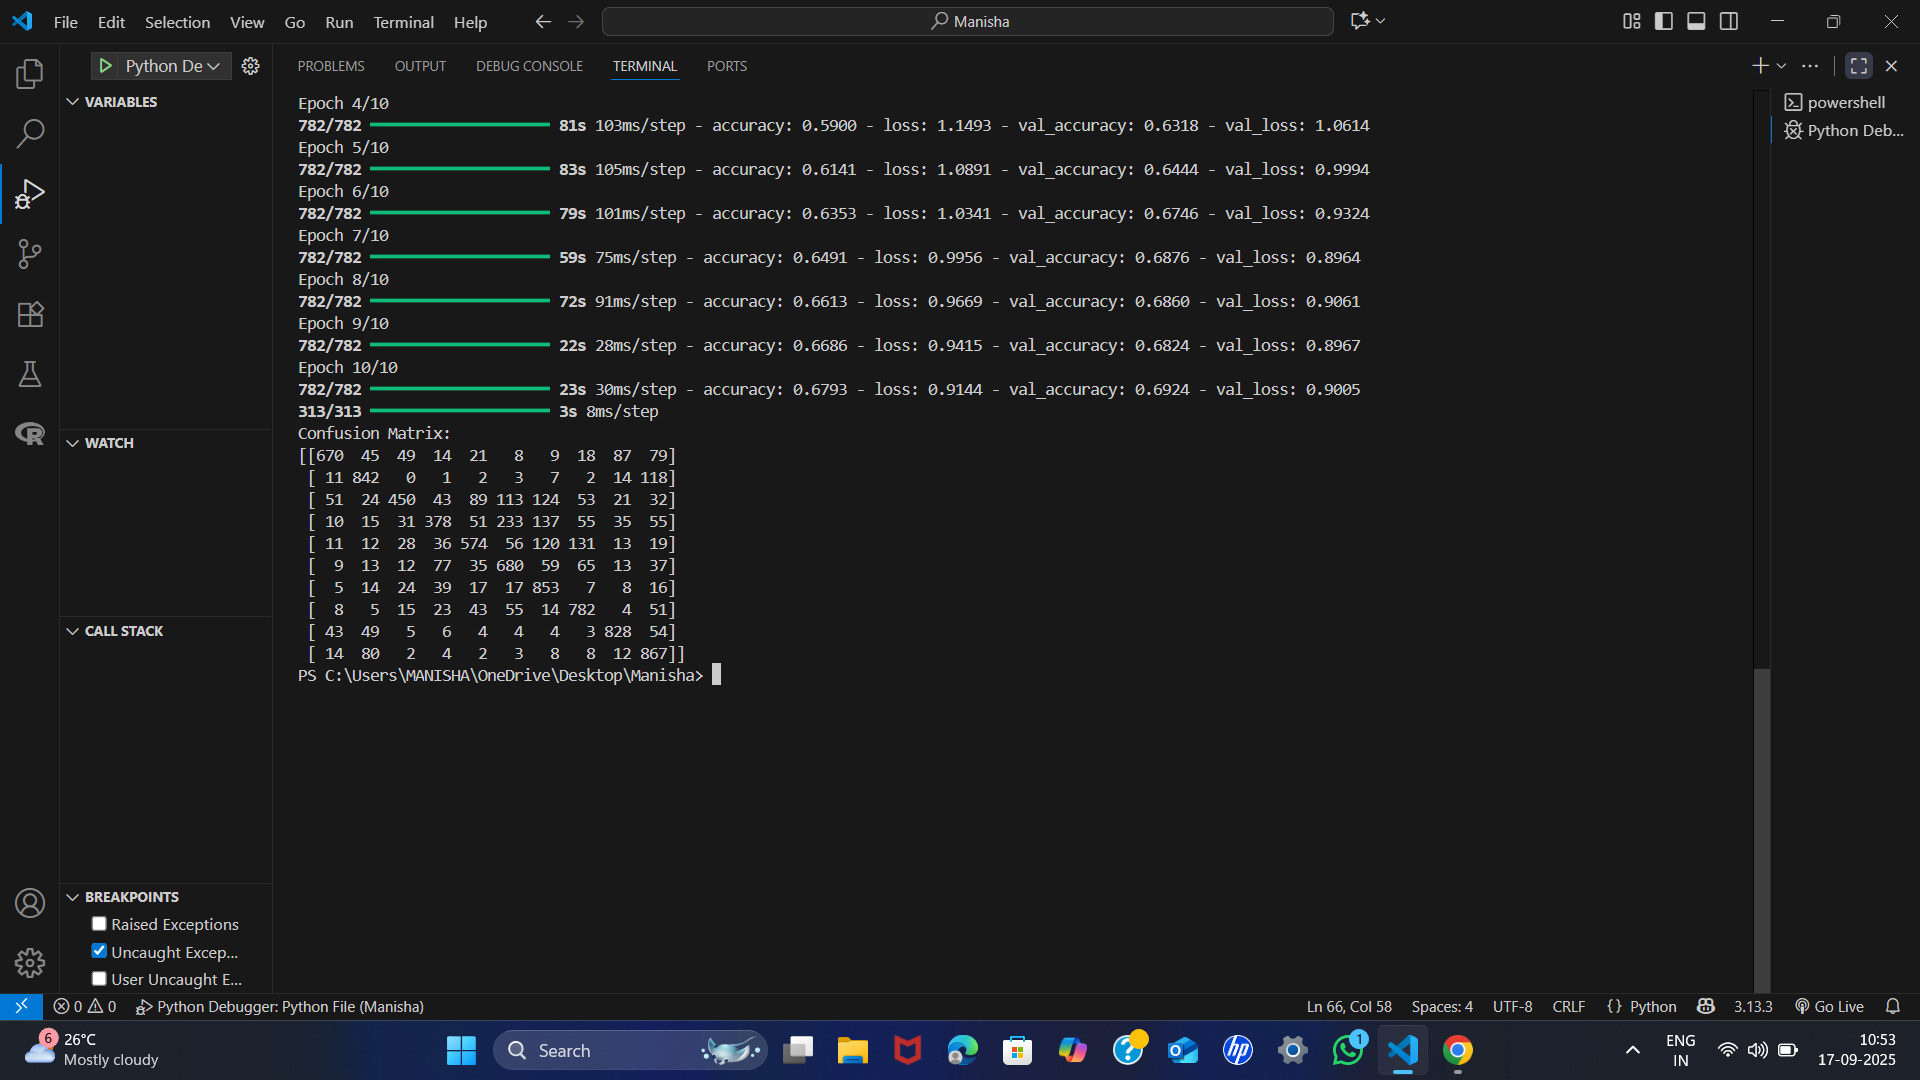 File Edit Selection View Go Run Terminal Help Manisha
Python De
PROBLEMS OUTPUT DEBUG CONSOLE TERMINAL PORTS
VARIABLES
WATCH
CALL STACK
BREAKPOINTS
Raised Exceptions
Uncaught Excep...
User Uncaught E...
Epoch 4/10
782/782 81s 103ms/step - accuracy: 0.5900 - loss: 1.1493 - val_accuracy: 0.6318 - val_loss: 1.0614
Epoch 5/10
782/782 83s 105ms/step - accuracy: 0.6141 - loss: 1.0891 - val_accuracy: 0.6444 - val_loss: 0.9994
Epoch 6/10
782/782 79s 101ms/step - accuracy: 0.6353 - loss: 1.0341 - val_accuracy: 0.6746 - val_loss: 0.9324
Epoch 7/10
782/782 59s 75ms/step - accuracy: 0.6491 - loss: 0.9956 - val_accuracy: 0.6876 - val_loss: 0.8964
Epoch 8/10
782/782 72s 91ms/step - accuracy: 0.6613 - loss: 0.9669 - val_accuracy: 0.6860 - val_loss: 0.9061
Epoch 9/10
782/782 22s 28ms/step - accuracy: 0.6686 - loss: 0.9415 - val_accuracy: 0.6824 - val_loss: 0.8967
Epoch 10/10
782/782 23s 30ms/step - accuracy: 0.6793 - loss: 0.9144 - val_accuracy: 0.6924 - val_loss: 0.9005
313/313 3s 8ms/step
Confusion Matrix:
[[670 45 49 14 21 8 9 18 87 79]
[ 11 842 0 1 2 3 7 2 14 118]
[ 51 24 450 43 89 113 124 53 21 32]
[ 10 15 31 378 51 233 137 55 35 55]
[ 11 12 28 36 574 56 120 131 13 19]
[ 9 13 12 77 35 680 59 65 13 37]
[ 5 14 24 39 17 17 853 7 8 16]
[ 8 5 15 23 43 55 14 782 4 51]
[ 43 49 5 6 4 4 4 3 828 54]
[ 14 80 2 4 2 3 8 8 12 867]]
PS C:\Users\MANISHA\OneDrive\Desktop\Manisha>
powershell
Python Deb...
0 0 Python Debugger: Python File (Manisha) Ln 66, Col 58 Spaces: 4 UTF-8 CRLF {} Python 3.13.3 Go Live
6 26°C
Mostly cloudy
Search
hp
1
ENG
IN
10:53
17-09-2025